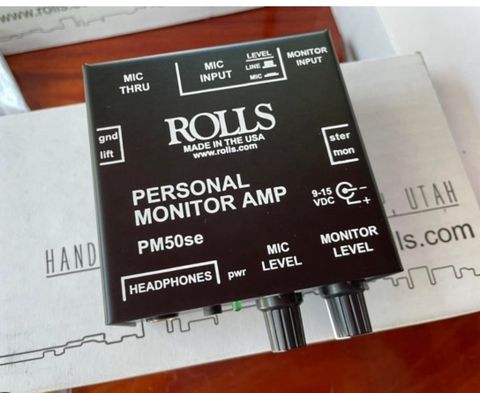 www.rolls
MIC
THRU
MIC
INPUT
LEVEL
LINE
MIC
MONITOR
INPUT
ROLLS
MADE IN THE USA
www.rolls.com
gnd
lift
ster
mon
PERSONAL
MONITOR AMP
PM50se
9-15
VDC
- +
HEADPHONES
pwr
MIC
LEVEL
MONITOR
LEVEL
HAND
UTAH
lls.com